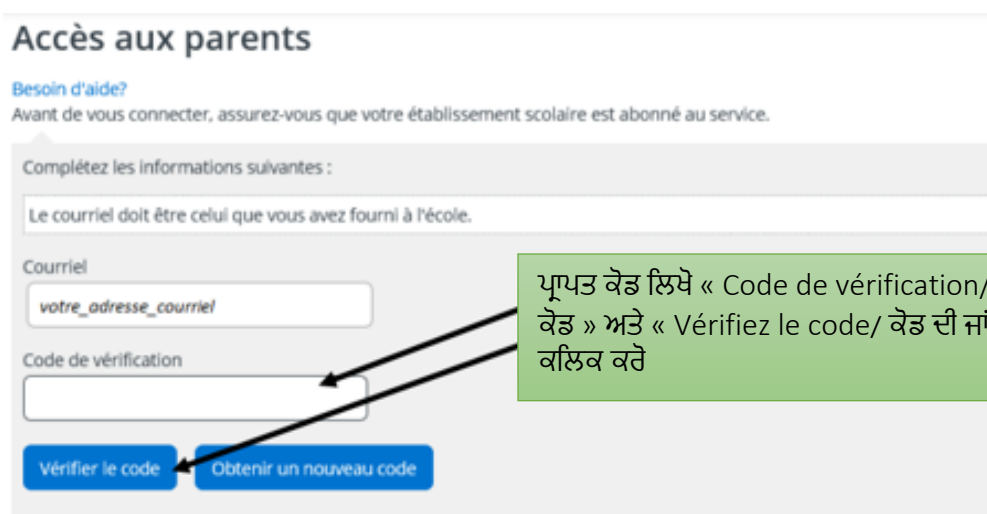 Accès aux parents
Besoin d'aide?
Avant de vous connecter, assurez-vous que votre établissement scolaire est abonné au service.
Complétez les informations suivantes :
Le courriel doit être celui que vous avez fourni à l'école.
Courriel
votre_adresse_courriel
ਪ੍ਰਾਪਤ ਕੋਡ ਲਿਖੋ « Code de vérification/
ਕੋਡ » ਅਤੇ « Vérifiez le code/ ਕੋਡ ਦੀ
ਕਲਿਕ ਕਰੋ
Code de vérification
Vérifier le code
Obtenir un nouveau code